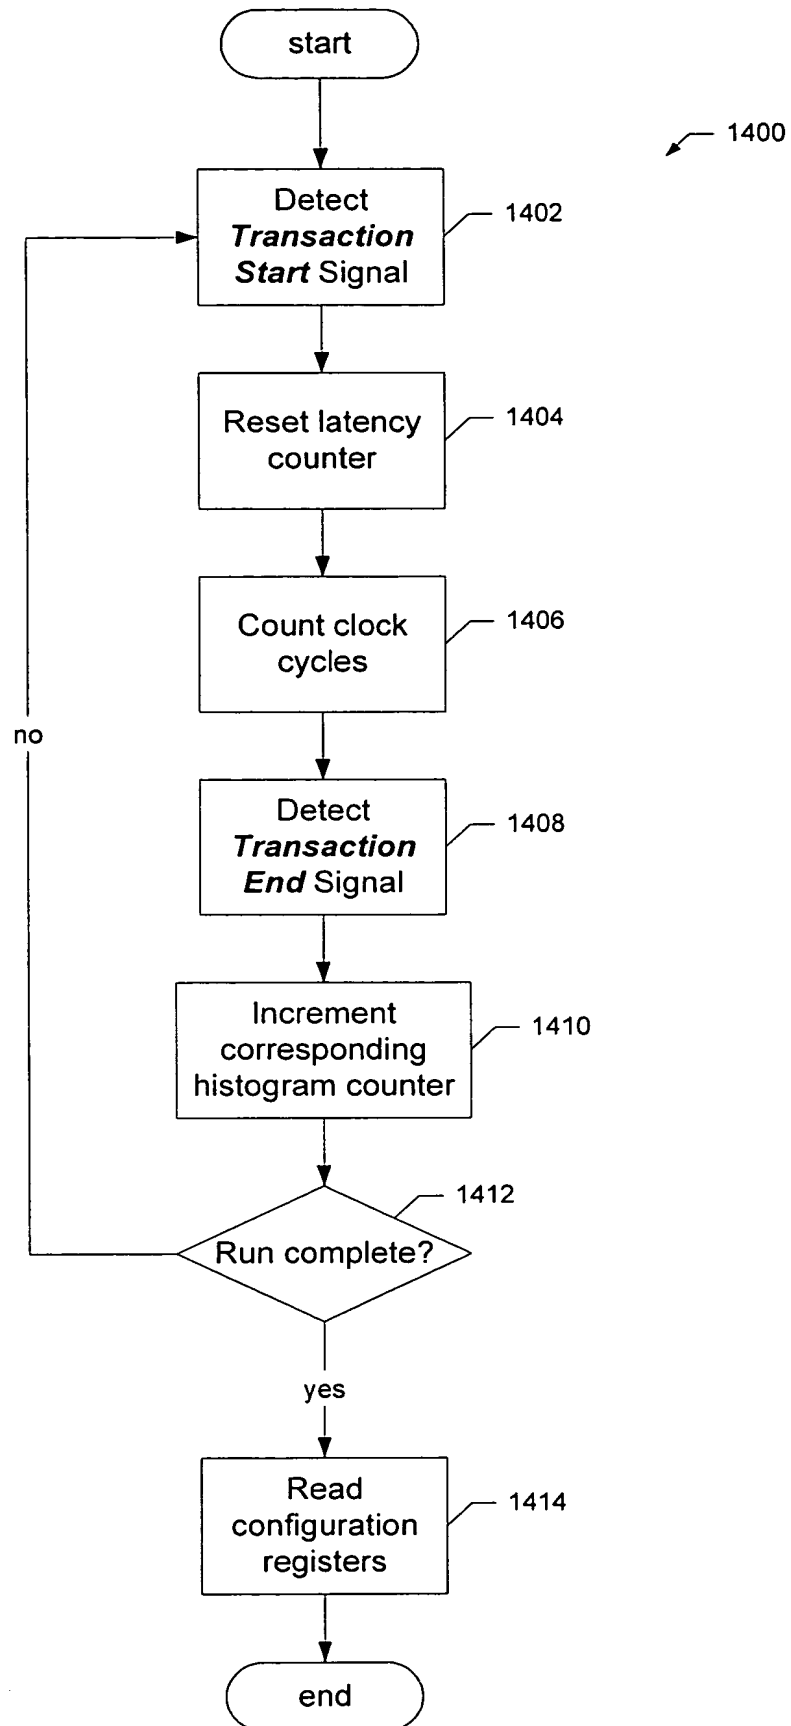 start
1400
Detect
Transaction
Start Signal
1402
Reset latency
counter
1404
Count clock
cycles
1406
no
Detect
Transaction
End Signal
1408
Increment
corresponding
histogram counter
1410
1412
Run complete?
yes
Read
configuration
registers
1414
end